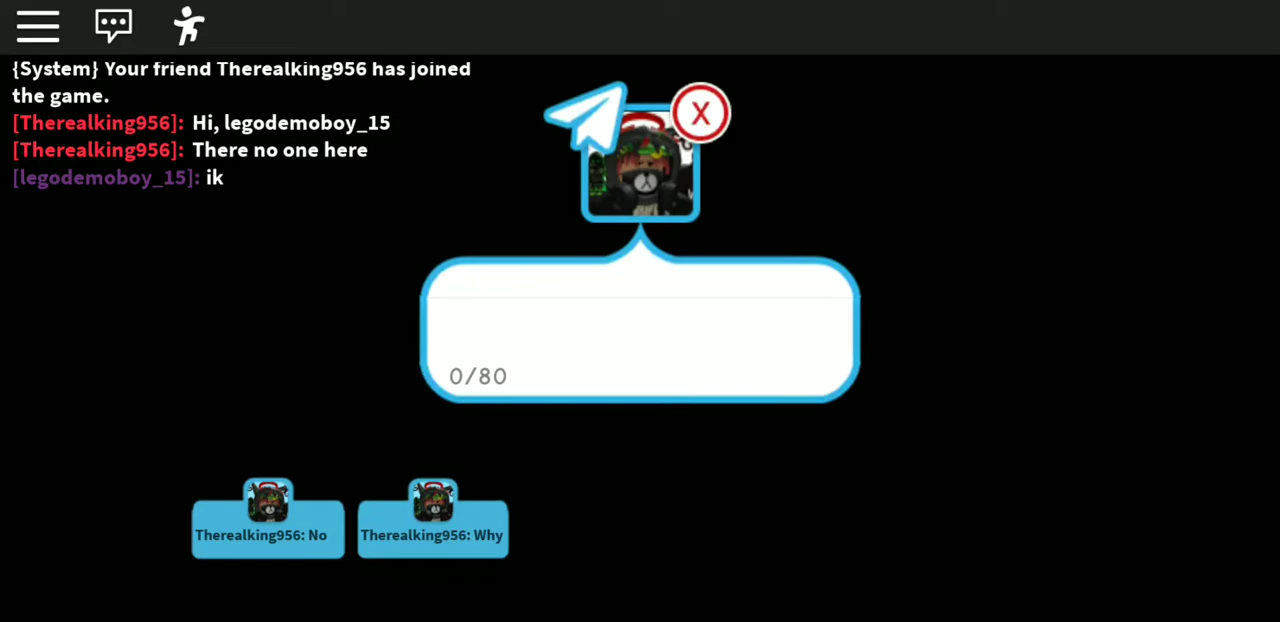 {System} Your friend Therealking956 has joined
the game.
[Therealking956]: Hi, legodemoboy_15
[Therealking956]: There no one here
[legodemoboy_15]: ik
X
0/80
Therealking956: No
Therealking956: Why